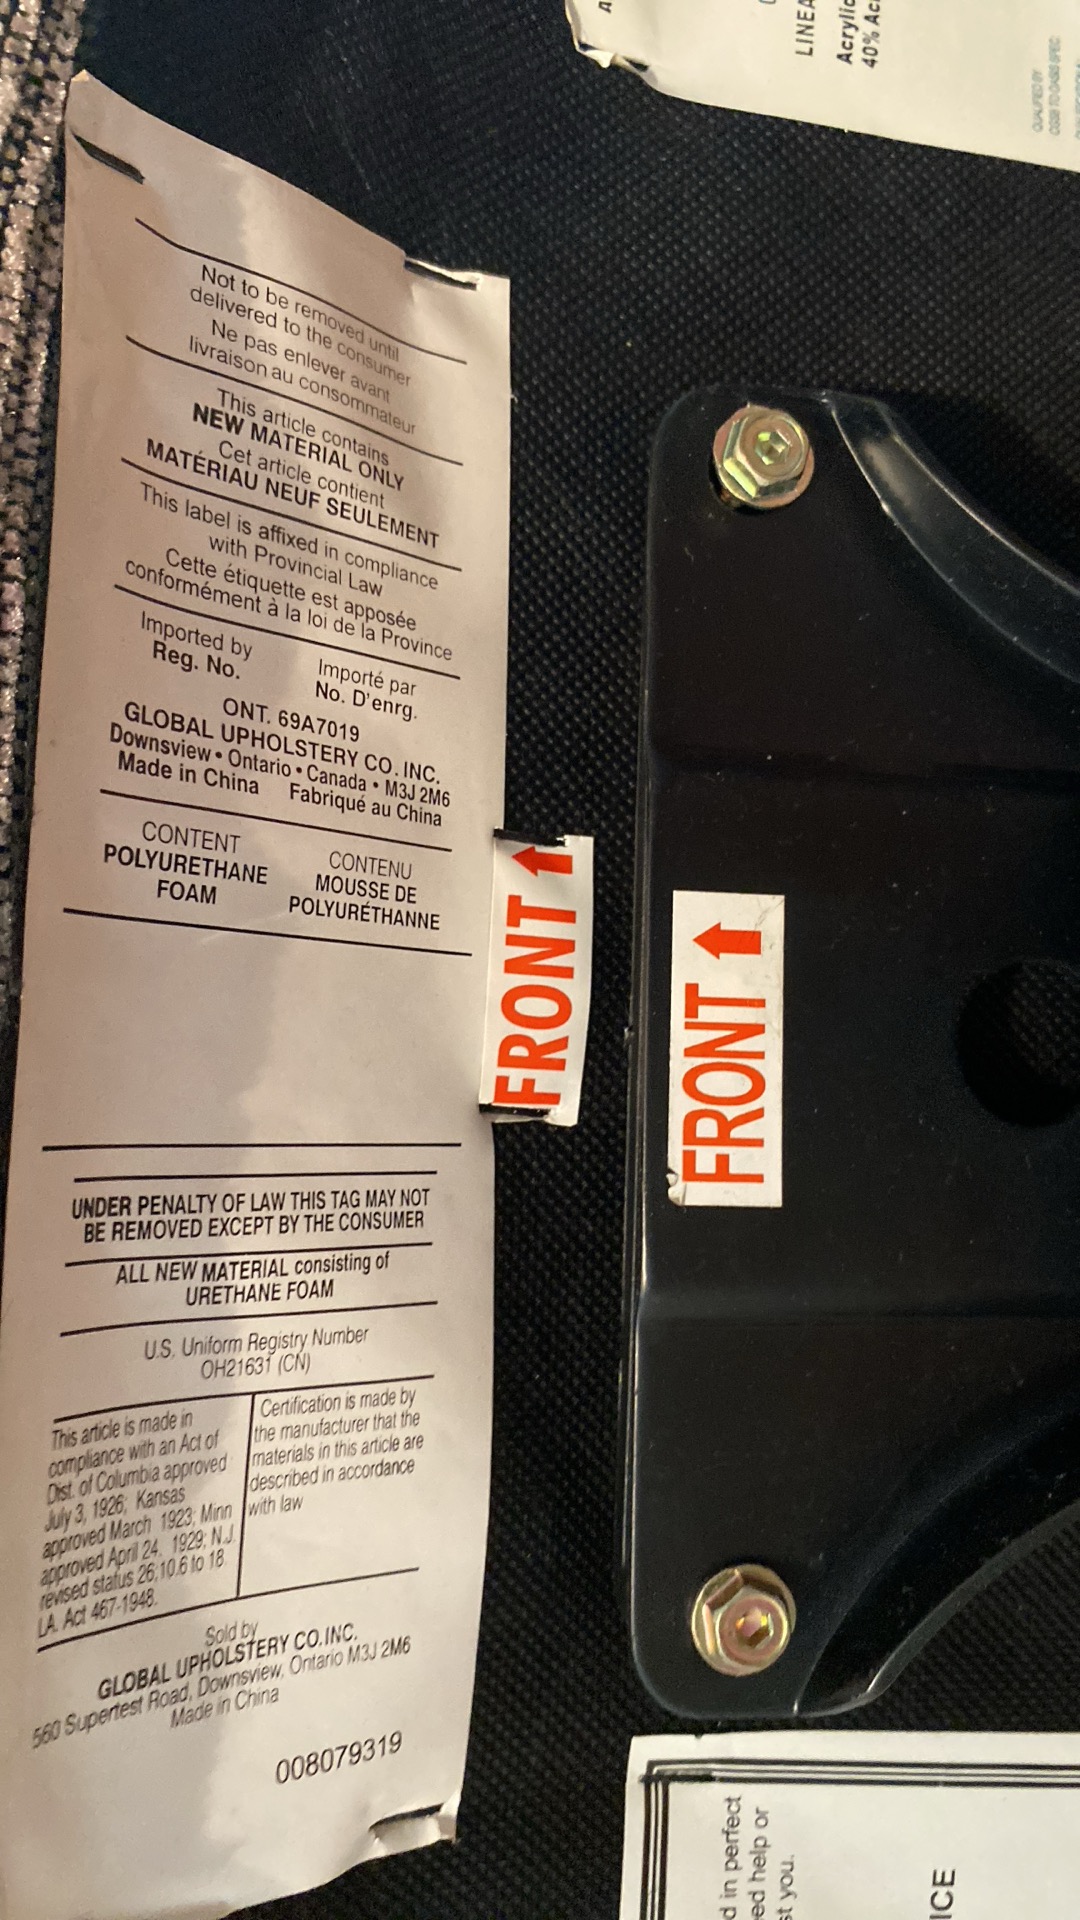 Not to be removed until
delivered to the consumer
Ne pas enlever avant
livraison au consommateur
This article contains
NEW MATERIAL ONLY
Cet article contient
MATÉRIAU NEUF SEULEMENT
This label is affixed in compliance
with Provincial Law
Cette étiquette est apposée
conformément à la loi de la Province
Imported by
Reg. No.
Importé par
No. D'enrg.
ONT. 69A7019
GLOBAL UPHOLSTERY CO. INC.
Downsview • Ontario • Canada • M3J 2M6
Made in China Fabriqué au China
CONTENT
POLYURETHANE
FOAM
CONTENU
MOUSSE DE
POLYURÉTHANNE
UNDER PENALTY OF LAW THIS TAG MAY NOT
BE REMOVED EXCEPT BY THE CONSUMER
ALL NEW MATERIAL consisting of
URETHANE FOAM
U.S. Uniform Registry Number
OH21631 (CN)
This article is made in
compliance with an Act of
Dist. of Columbia approved
July 3, 1926; Kansas
approved March 1923; Minn
approved April 24, 1929; N.J.
revised status 26;10.6 to 18
LA. Act 467-1948.
Certification is made by
the manufacturer that the
materials in this article are
described in accordance
with law
Sold by
GLOBAL UPHOLSTERY CO.INC.
560 Supertest Road, Downsview, Ontario M3J 2M6
Made in China
008079319
FRONT
FRONT
LINEA
Acrylic
40% Ac
QUALIFIED BY
d in perfect
ed help or
st you.
ICE